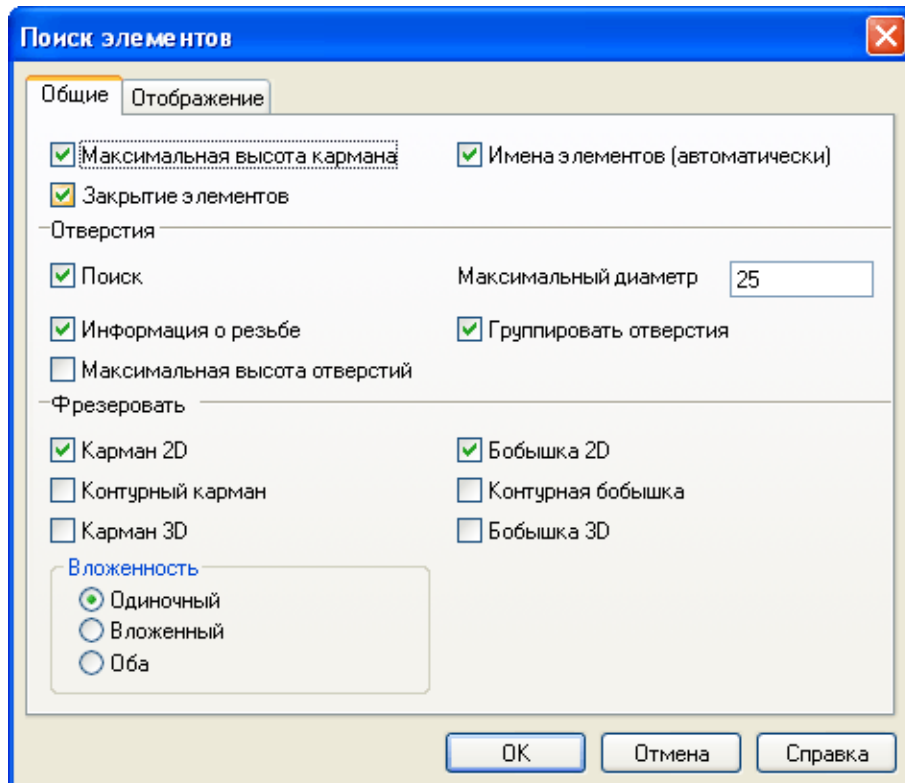 Поиск элементов
Общие Отображение
Максимальная высота кармана Имена элементов (автоматически)
Закрытие элементов
Отверстия
Поиск Максимальный диаметр 25
Информация о резьбе Группировать отверстия
Максимальная высота отверстий
Фрезеровать
Карман 2D Бобышка 2D
Контурный карман Контурная бобышка
Карман 3D Бобышка 3D
Вложенность
Одиночный
Вложенный
Оба
OK Отмена Справка